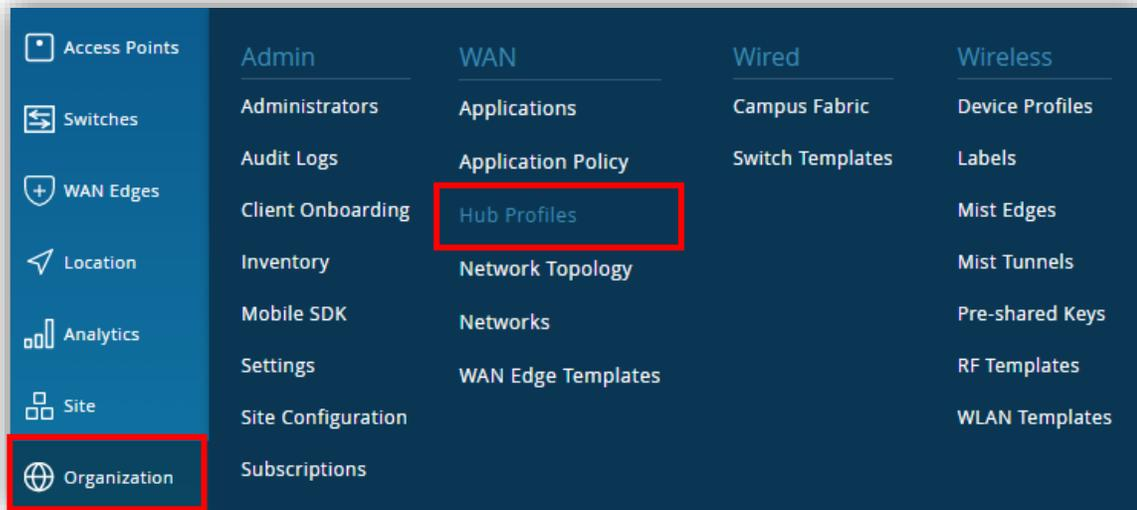 Access Points
Switches
WAN Edges
Location
Analytics
Site
Organization
Admin
Administrators
Audit Logs
Client Onboarding
Inventory
Mobile SDK
Settings
Site Configuration
Subscriptions
WAN
Applications
Application Policy
Hub Profiles
Network Topology
Networks
WAN Edge Templates
Wired
Campus Fabric
Switch Templates
Wireless
Device Profiles
Labels
Mist Edges
Mist Tunnels
Pre-shared Keys
RF Templates
WLAN Templates